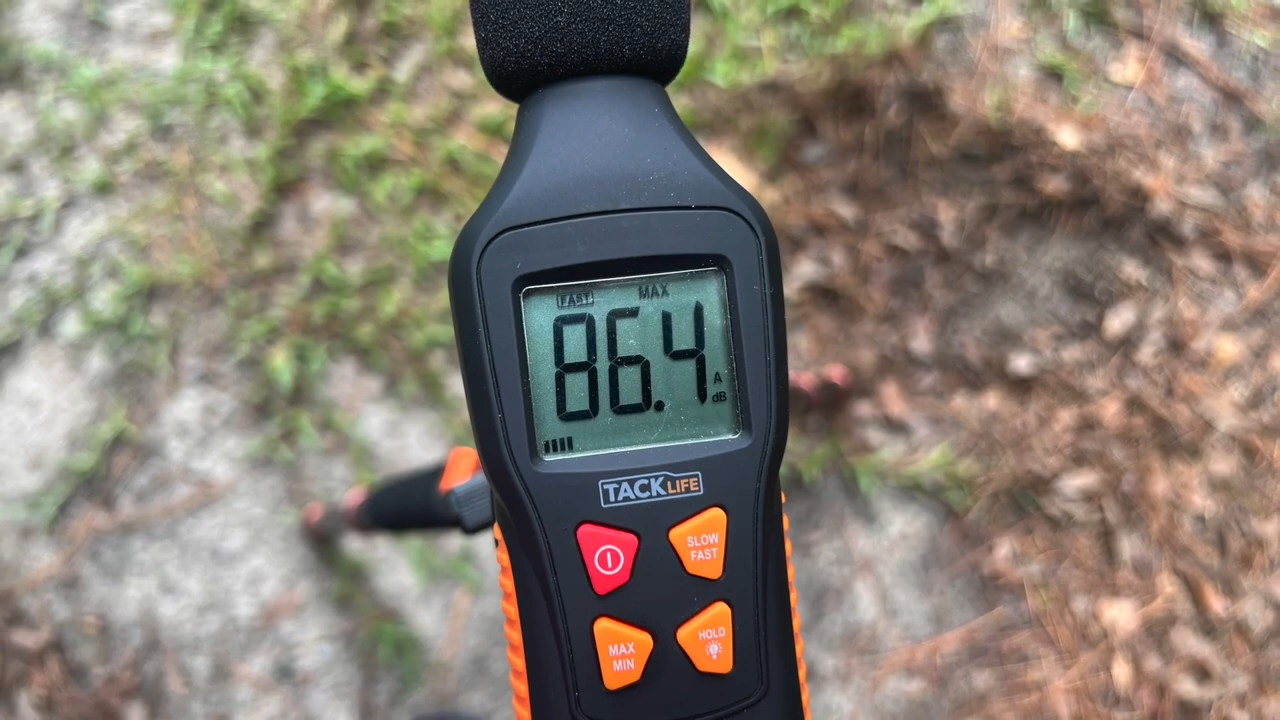 FAST MAX
86.4
A
dB
TACKLIFE
SLOW
FAST
MAX
MIN
HOLD